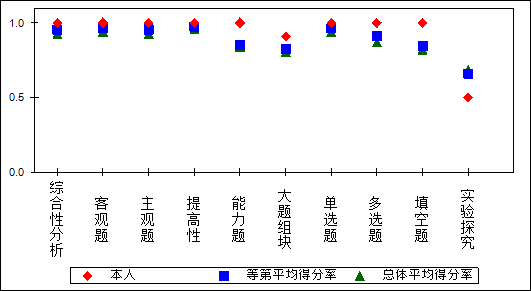 1.0
0.5
0.0
综合性分析
客观题
主观题
提高性
能力题
大题组块
单选题
多选题
填空题
实验探究
本人 等第平均得分率 总体平均得分率